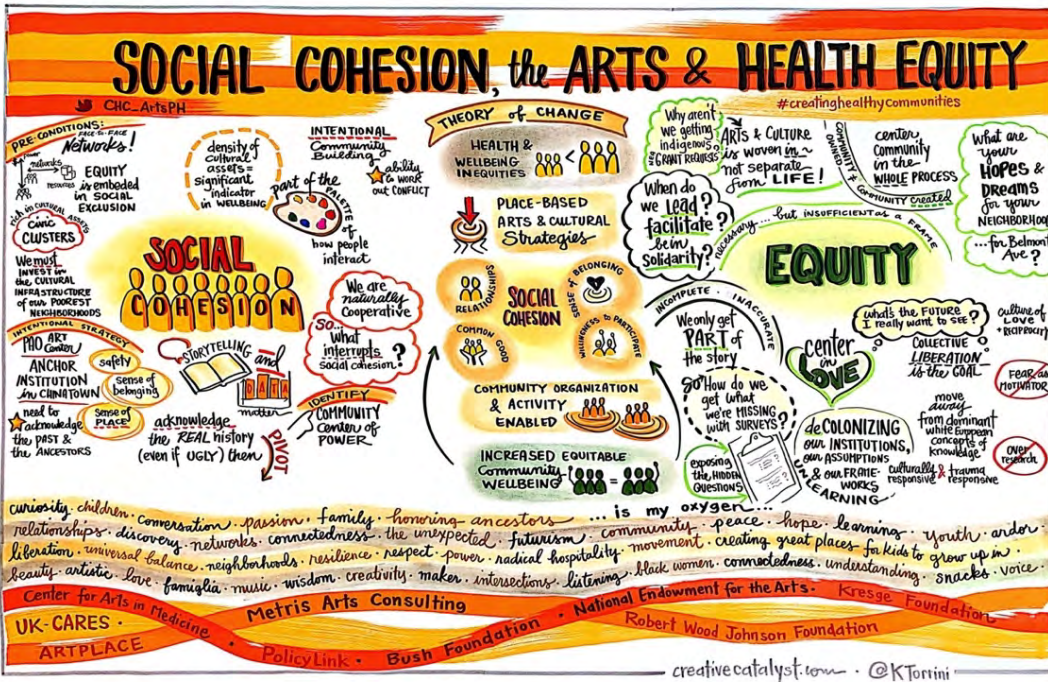 SOCIAL COHESION, the ARTS & HEALTH EQUITY
CHC_ArtsPH
#creatinghealthycommunities
PRE-CONDITIONS:
FACE-TO-FACE
Networks!
power
networks
resources
EQUITY
is embeded
in SOCIAL
EXCLUSION
rich in CULTURAL ASSETS
CIVIC
CLUSTERS
We must
INVEST in
the CULTURAL
INFRASTRUCTURE
of our POOREST
NEIGHBORHOODS
density of
cultural
assets =
significant
indicator
in WELLBEING
INTENTIONAL
Community
Building
ability
to WORK
out CONFLICT
part of the
PALETTE of
how people
interact
SOCIAL
COHESION
We are
naturally
Cooperative
SO...
what
interrupts
social cohesion?
INTENTIONAL STRATEGY
PAO ART
Center
ANCHOR
INSTITUTION
in CHINATOWN
safety
sense of
belonging
sense of
PLACE
need to
acknowledge
the PAST &
the ANCESTORS
STORYTELLING and
DATA
matter
acknowledge
the REAL history
(even if UGLY) then
PIVOT
IDENTIFY
COMMUNITY
Center of
POWER
THEORY of CHANGE
HEALTH &
WELLBEING
INEQUITIES
<
PLACE-BASED
ARTS & CULTURAL
Strategies
RELATIONSHIPS
SENSE of BELONGING
SOCIAL
COHESION
COMMON GOOD
WILLINGNESS to PARTICIPATE
COMMUNITY ORGANIZATION
& ACTIVITY
ENABLED
INCREASED EQUITABLE
Community
WELLBEING
=
Why aren't
we getting
indigenous
GRANT REQUESTS?
When do
we Lead?
facilitate?
be in
Solidarity?
ARTS & CULTURE
is woven in ~
not separate
from LIFE!
COMMUNITY OWNED & COMMUNITY created
center
Community
in the
WHOLE PROCESS
What are
your
HOPES &
Dreams
for your
NEIGHBORHOOD
...for Belmont
Ave?
necessary... but INSUFFICIENT as a FRAME
EQUITY
INCOMPLETE · INACCURATE
We only get
PART of
the story
so How do we
get what
we're MISSING
with SURVEYS?
exposing
the HIDDEN
QUESTIONS
center
in
LOVE
what's the FUTURE
I really want to SEE?
COLLECTIVE
LIBERATION
is the GOAL
culture of
Love +
RECIPROCITY
FEAR as
MOTIVATOR
deCOLONIZING
our INSTITUTIONS,
our ASSUMPTIONS
& our FRAME-
WORKS
UNLEARNING
move
away
from dominant
white European
concepts of
knowledge
culturally & trauma
responsive responsive
over
research
...is my oxygen...
curiosity · children · conversation · passion · family · honoring ancestors
relationships · discovery · networks · connectedness · the unexpected · futurism · community · peace · hope · learning · youth · ardor ·
liberation · universal balance · neighborhoods · resilience · respect · power · radical hospitality · movement · creating great places for kids to grow up in ·
beauty · artistic · love · famiglia · music · wisdom · creativity · maker · intersections · listening · black women · connectedness · understanding · snacks · voice ·
Center for Arts in Medicine · Metris Arts Consulting · National Endowment for the Arts · Kresge Foundation
UK-CARES · Robert Wood Johnson Foundation
ARTPLACE PolicyLink · Bush Foundation
creativecatalyst.com · @KTorrini